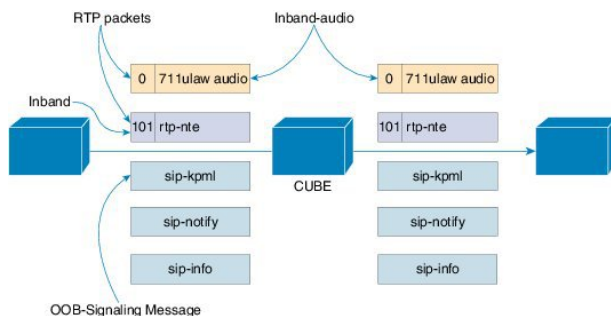 RTP packets
Inband-audio
0 711ulaw audio
0 711ulaw audio
Inband
101 rtp-nte
101 rtp-nte
sip-kpml
CUBE
sip-kpml
sip-notify
sip-notify
sip-info
sip-info
OOB-Signaling Message